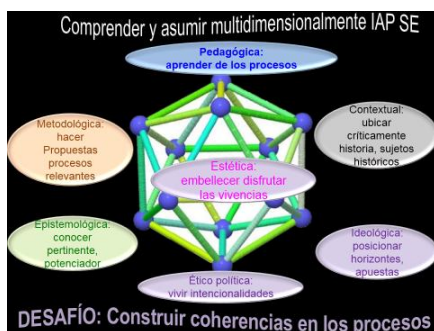 Comprender y asumir multidimensionalmente IAP SE
Pedagógica:
aprender de los procesos
Metodológica:
hacer
Propuestas
procesos
relevantes
Contextual:
ubicar
críticamente
historia, sujetos
históricos
Estética:
embellecer disfrutar
las vivencias
Epistemológica:
conocer
pertinente,
potenciador
Ideológica:
posicionar
horizontes,
apuestas
Ético política:
vivir intencionalidades
DESAFÍO: Construir coherencias en los procesos